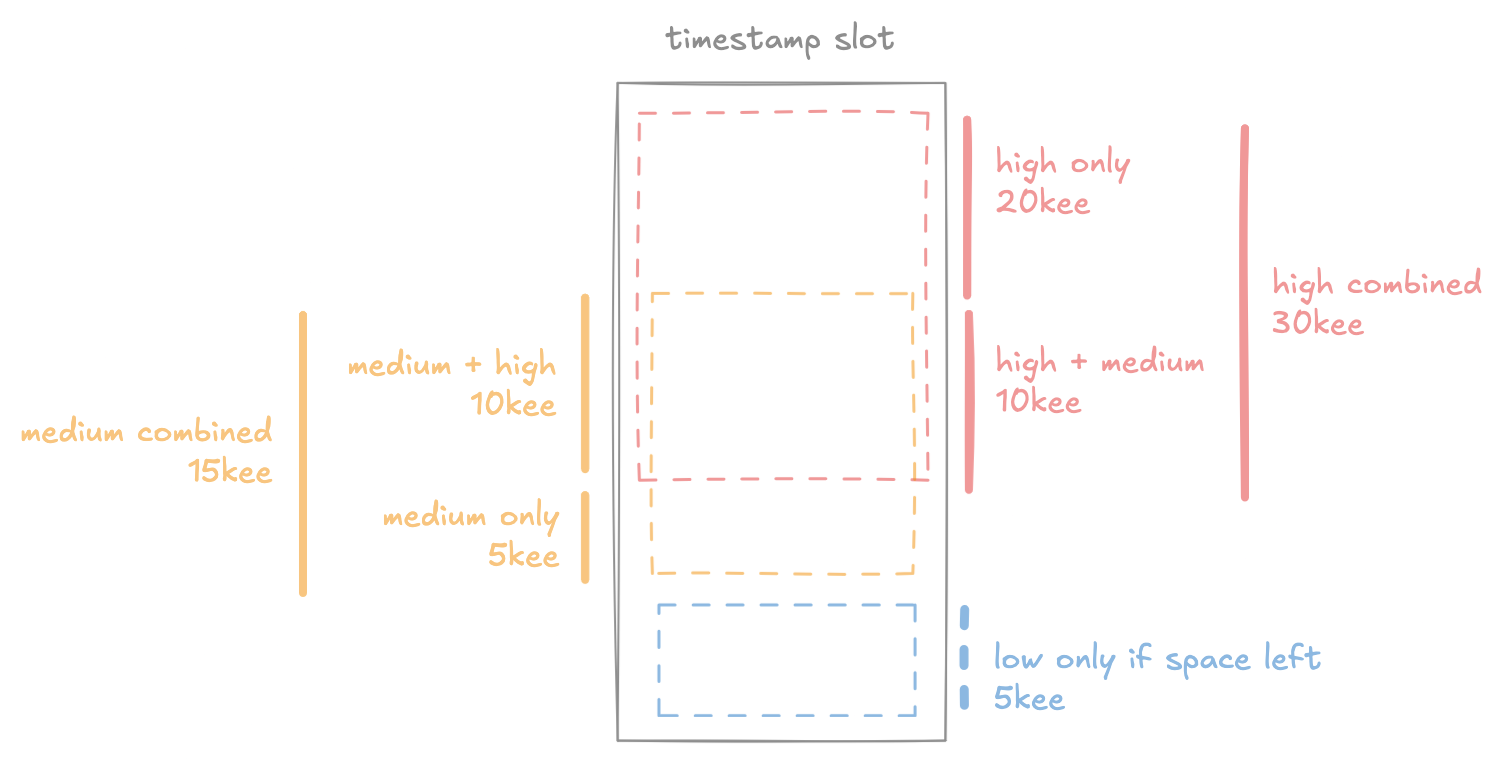 timestamp slot
high only
20kee
high combined
30kee
medium + high
10kee
high + medium
10kee
medium combined
15kee
medium only
5kee
low only if space left
5kee